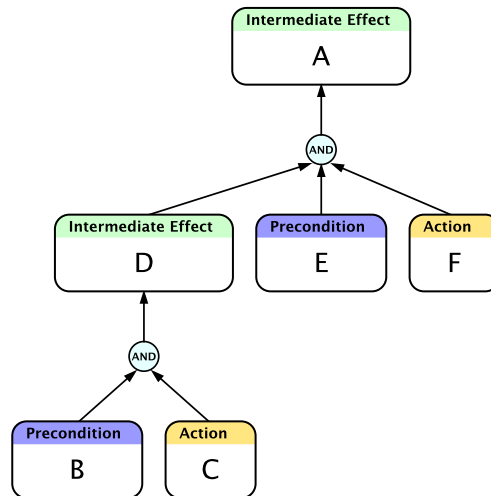 Intermediate Effect
A
AND
Intermediate Effect
D
Precondition
E
Action
F
AND
Precondition
B
Action
C